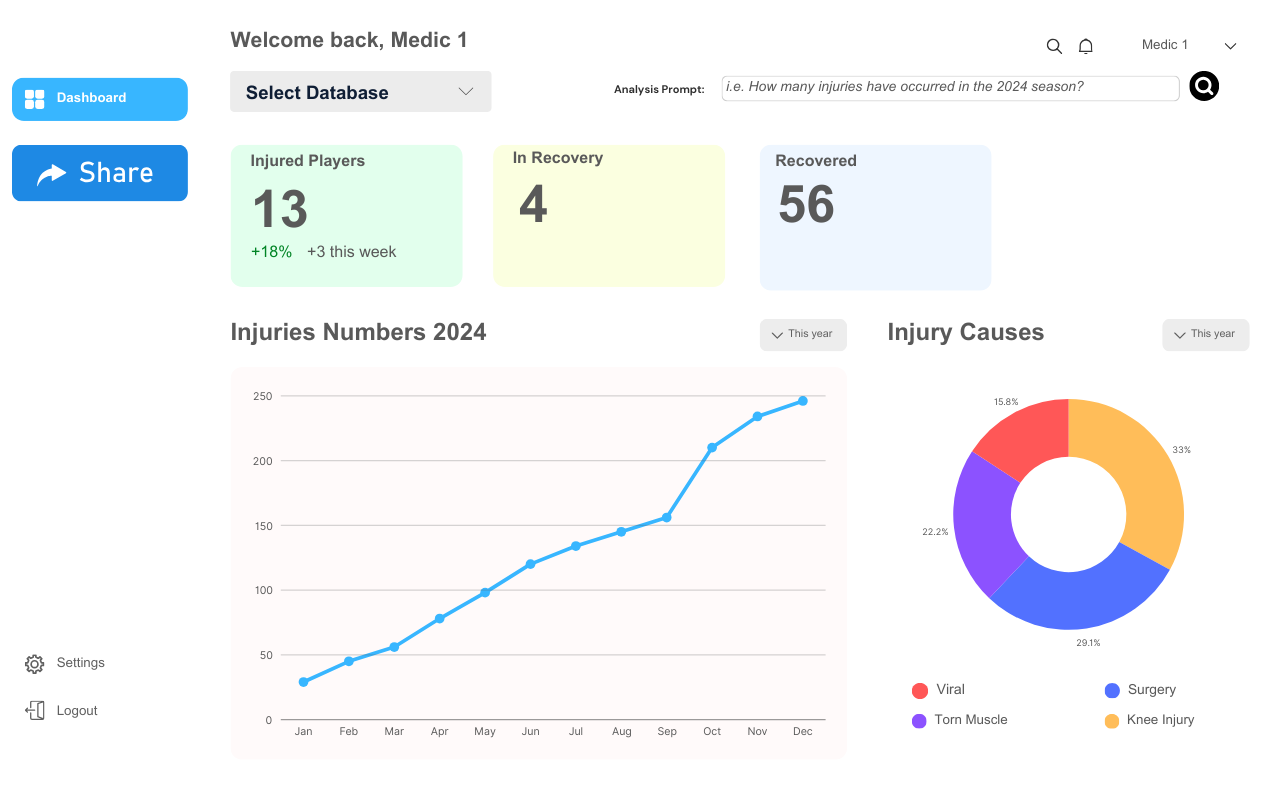 Welcome back, Medic 1
Medic 1
Dashboard
Select Database
Analysis Prompt:
i.e. How many injuries have occurred in the 2024 season?
Share
Injured Players
13
+18% +3 this week
In Recovery
4
Recovered
56
Injuries Numbers 2024
This year
250
200
150
100
50
0
Jan Feb Mar Apr May Jun Jul Aug Sep Oct Nov Dec
Injury Causes
This year
15.8%
33%
22.2%
29.1%
Viral
Surgery
Torn Muscle
Knee Injury
Settings
Logout